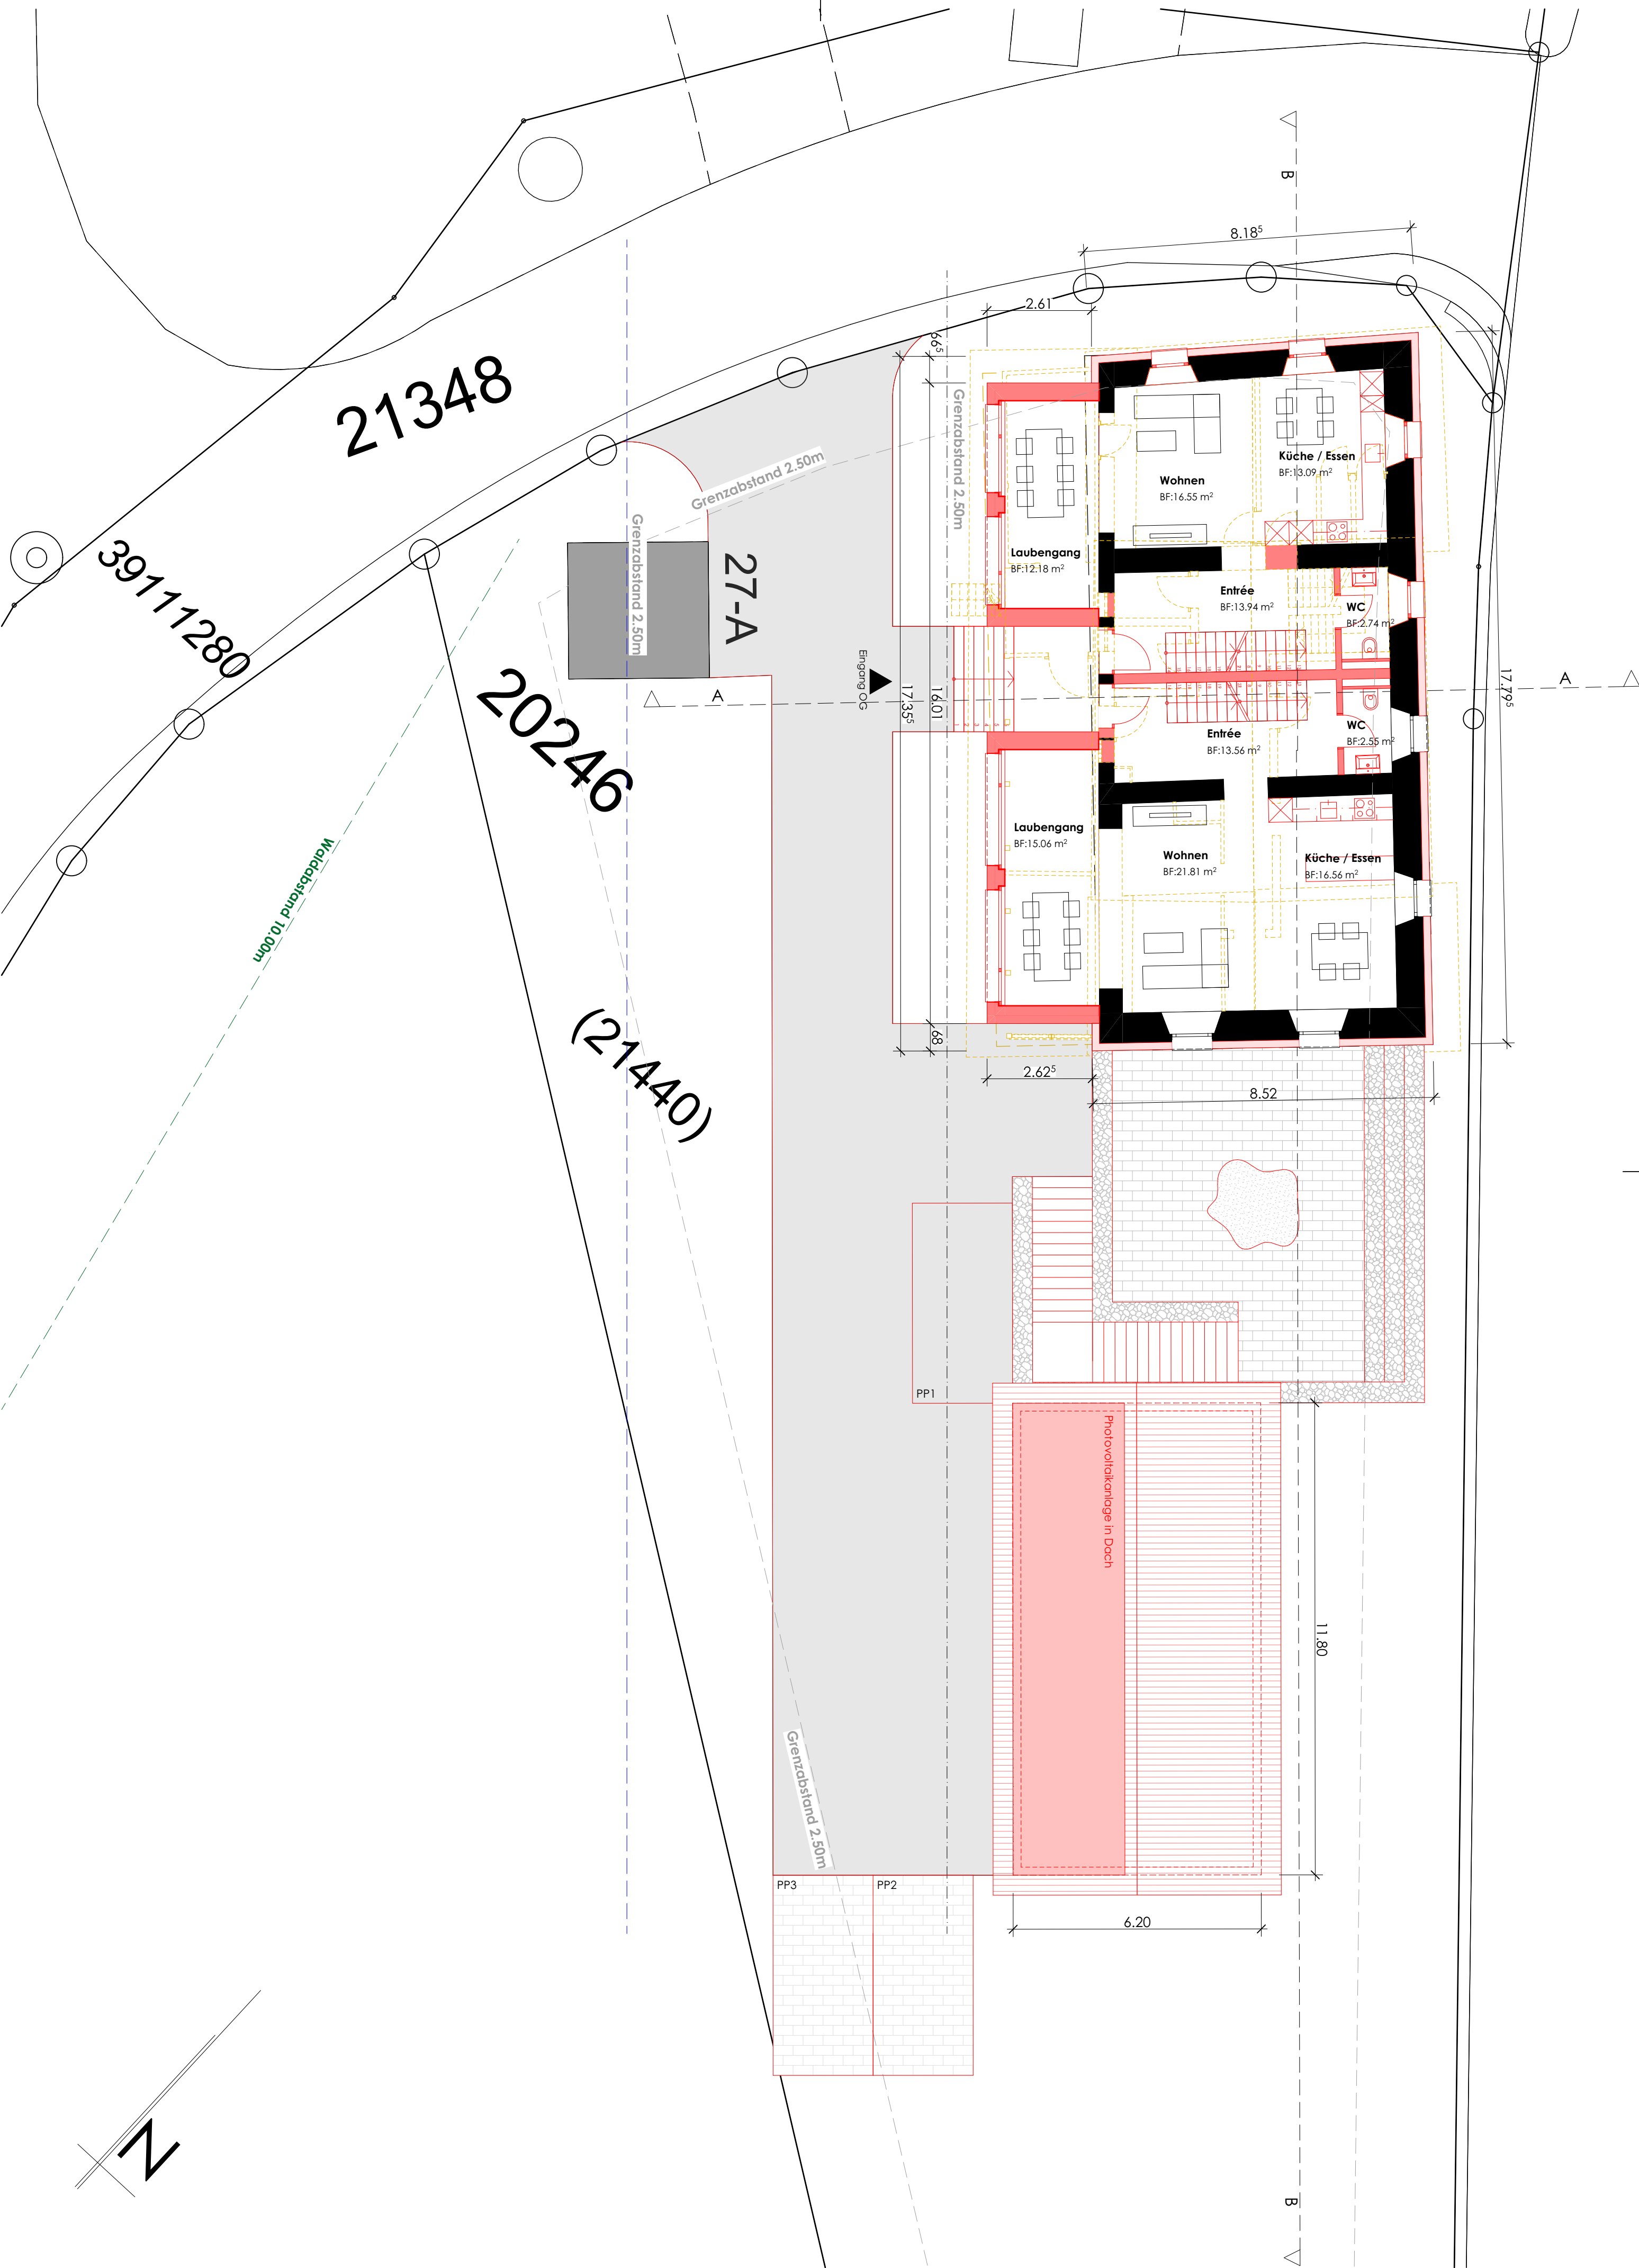 B
8.18⁵
2.61
66⁵
21348
Grenzabstand 2.50m
Grenzabstand 2.50m
Küche / Essen
BF:13.09 m²
Wohnen
BF:16.55 m²
Grenzabstand 2.50m
39111280
27-A
Laubengang
BF:12.18 m²
Entrée
BF:13.94 m²
WC
BF:2.74 m²
Eingang OG
17.35⁵
16.01
17.79⁵
A
A
20246
Entrée
BF:13.56 m²
WC
BF:2.55 m²
Laubengang
BF:15.06 m²
Wohnen
BF:21.81 m²
Küche / Essen
BF:16.56 m²
Waldabstand 10.00m
(21440)
68
2.62⁵
8.52
PP1
Photovoltaikanlage in Dach
11.80
Grenzabstand 2.50m
PP3
PP2
6.20
N
B